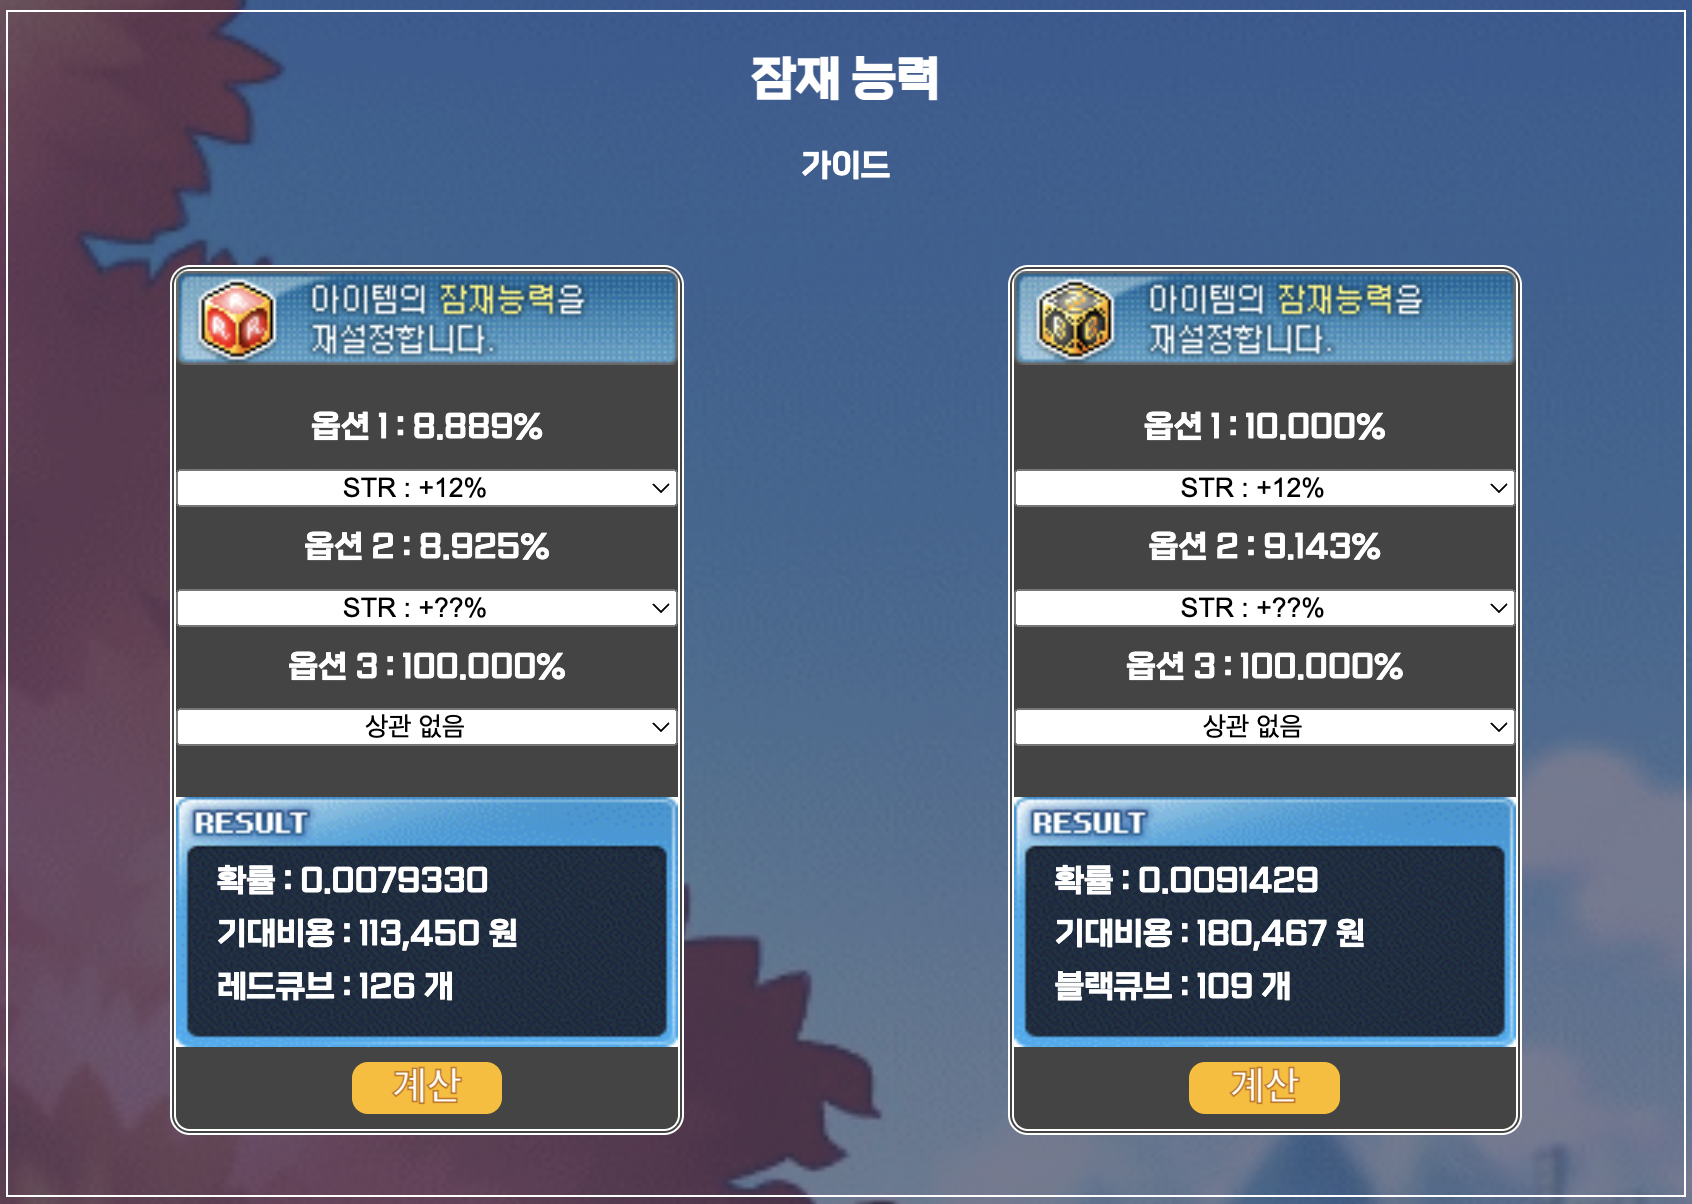 잠재 능력
가이드
아이템의 잠재능력을
재설정합니다.
옵션 1 : 8.889%
STR : +12%
옵션 2 : 8.925%
STR : +??%
옵션 3 : 100.000%
상관 없음
RESULT
확률 : 0.0079330
기대비용 : 113,450 원
레드큐브 : 126 개
계산
아이템의 잠재능력을
재설정합니다.
옵션 1 : 10.000%
STR : +12%
옵션 2 : 9.143%
STR : +??%
옵션 3 : 100.000%
상관 없음
RESULT
확률 : 0.0091429
기대비용 : 180,467 원
블랙큐브 : 109 개
계산